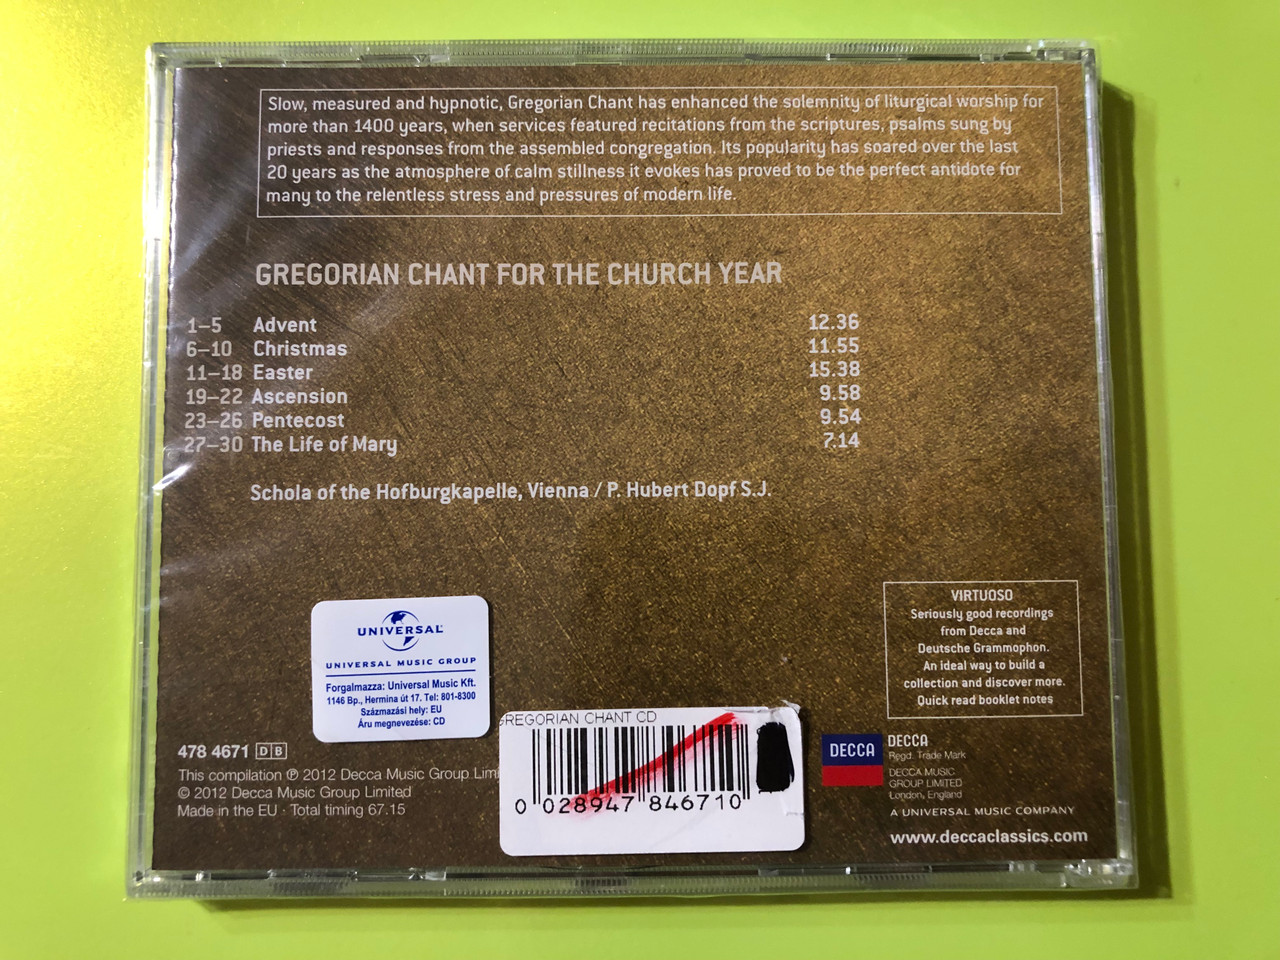 Slow, measured and hypnotic, Gregorian Chant has enhanced the solemnity of liturgical worship for
more than 1400 years, when services featured recitations from the scriptures, psalms sung by
priests and responses from the assembled congregation. Its popularity has soared over the last
20 years as the atmosphere of calm stillness it evokes has proved to be the perfect antidote for
many to the relentless stress and pressures of modern life.
GREGORIAN CHANT FOR THE CHURCH YEAR
1–5 Advent 12.36
6–10 Christmas 11.55
11–18 Easter 15.38
19–22 Ascension 9.58
23–26 Pentecost 9.54
27–30 The Life of Mary 7.14
Schola of the Hofburgkapelle, Vienna / P. Hubert Dopf S.J.
VIRTUOSO
Seriously good recordings
from Decca and
Deutsche Grammophon.
An ideal way to build a
collection and discover more.
Quick read booklet notes
UNIVERSAL
UNIVERSAL MUSIC GROUP
Forgalmazza: Universal Music Kft.
1146 Bp., Hermina út 17. Tel: 801-8300
Százmazási hely: EU
Áru megnevezése: CD
GREGORIAN CHANT CD
0 028947 846710
478 4671 DB
This compilation ℗ 2012 Decca Music Group Limi
© 2012 Decca Music Group Limited
Made in the EU · Total timing 67.15
DECCA
DECCA
Regd. Trade Mark
DECCA MUSIC
GROUP LIMITED
London, England
A UNIVERSAL MUSIC COMPANY
www.deccaclassics.com